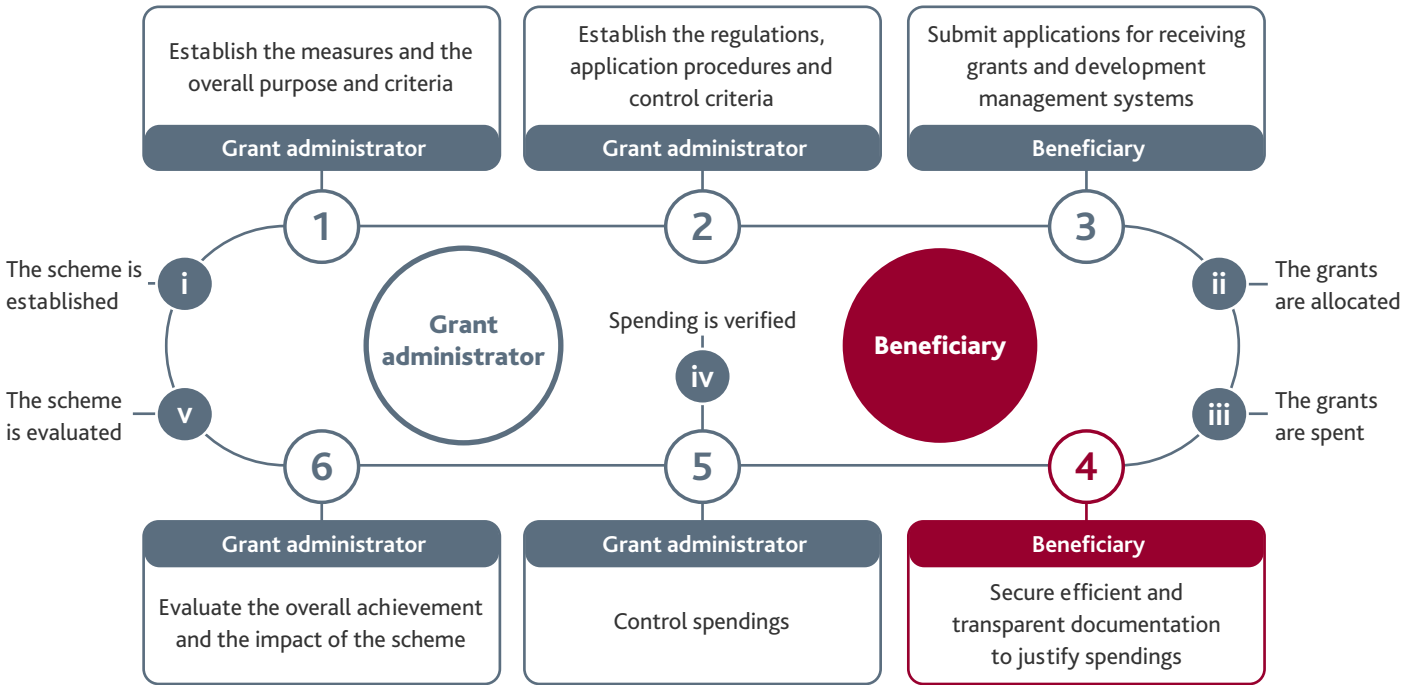 Establish the measures and the
overall purpose and criteria
Grant administrator
1
Establish the regulations,
application procedures and
control criteria
Grant administrator
2
Submit applications for receiving
grants and development
management systems
Beneficiary
3
The scheme is
established
i
Grant
administrator
Spending is verified
iv
Beneficiary
ii
The grants
are allocated
The scheme
is evaluated
v
iii
The grants
are spent
6
Grant administrator
Evaluate the overall achievement
and the impact of the scheme
5
Grant administrator
Control spendings
4
Beneficiary
Secure efficient and
transparent documentation
to justify spendings